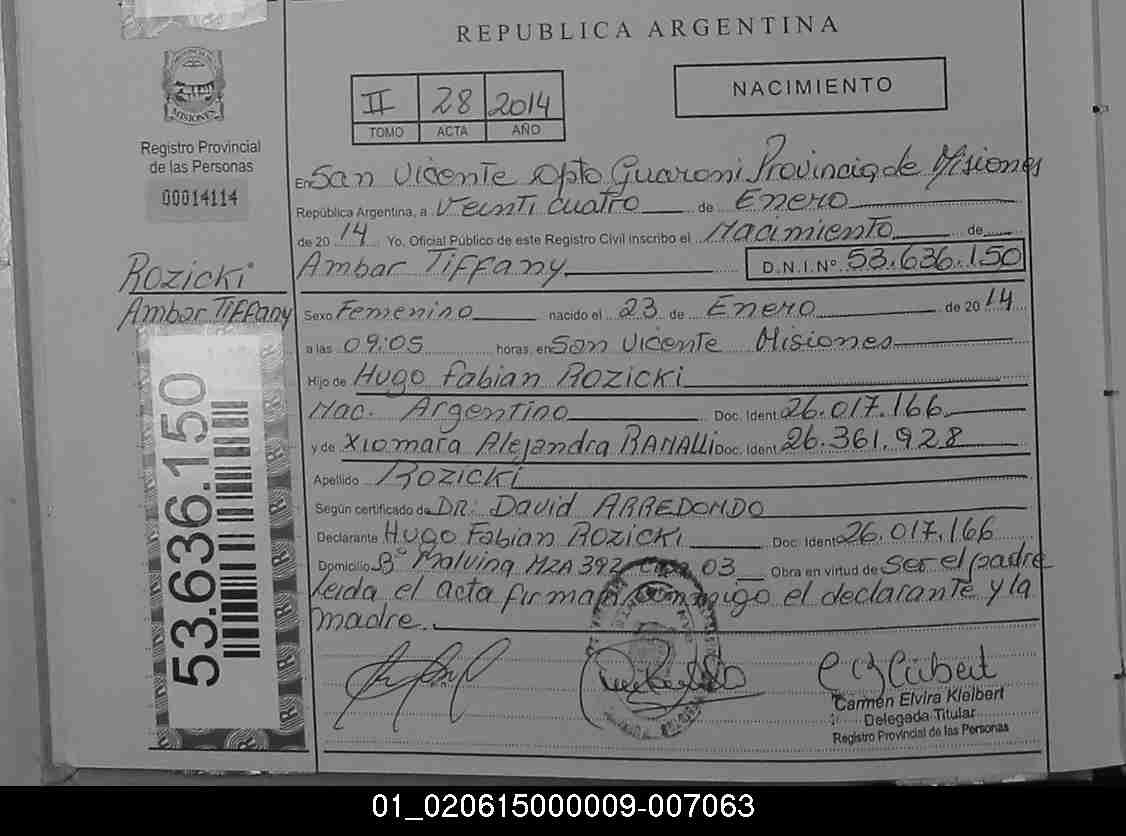 REPUBLICA ARGENTINA
II 28 2014
TOMO ACTA AÑO
NACIMIENTO
MISIONES
Registro Provincial
de las Personas
00014114
En San Vicente Dpto Guaroni Provincia de Misiones
República Argentina, a Veinti cuatro de Enero
de 2014 Yo, Oficial Público de este Registro Civil inscribo el Nacimiento de
Ambar Tiffany D.N.I.Nº 53.636.150
Rozicki
Ambar Tiffany
Sexo Femenino nacido el 23 de Enero de 2014
a las 09:05 horas, en San Vicente Misiones
Hijo de Hugo Fabian ROZICKI
Nac. Argentino Doc. Ident. 26.017.166
y de Xiomara Alejandra RANALLI Doc. Ident. 26.361.928
Apellido ROZICKI
Según certificado de DR: David ARREDONDO
Declarante Hugo Fabian ROZICKI Doc. Ident. 26.017.166
Domicilio Bº Malvina MZA 392 Casa 03 Obra en virtud de Ser el padre
Leida el acta firman conmigo el declarante y la
madre.
53.636.150
Carmen Elvira Kleibert
Delegada Titular
Registro Provincial de las Personas
01_020615000009-007063